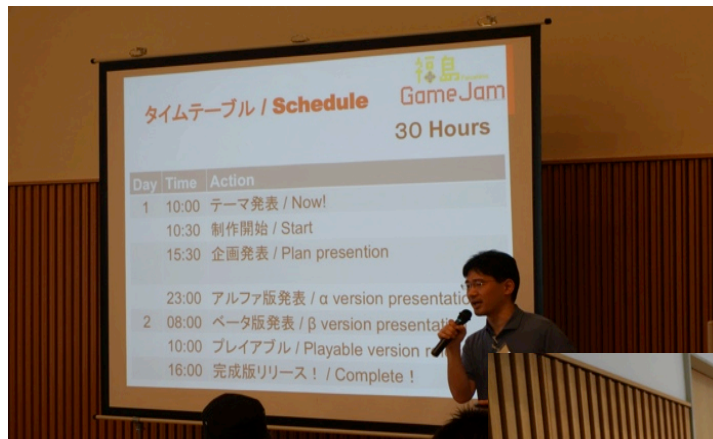 福島
GameJam
タイムテーブル / Schedule
30 Hours
Day Time Action
1 10:00 テーマ発表 / Now!
10:30 制作開始 / Start
15:30 企画発表 / Plan presention
23:00 アルファ版発表 / α version presentatio
2 08:00 ベータ版発表 / β version presentati
10:00 プレイアブル / Playable version r
16:00 完成版リリース！ / Complete！